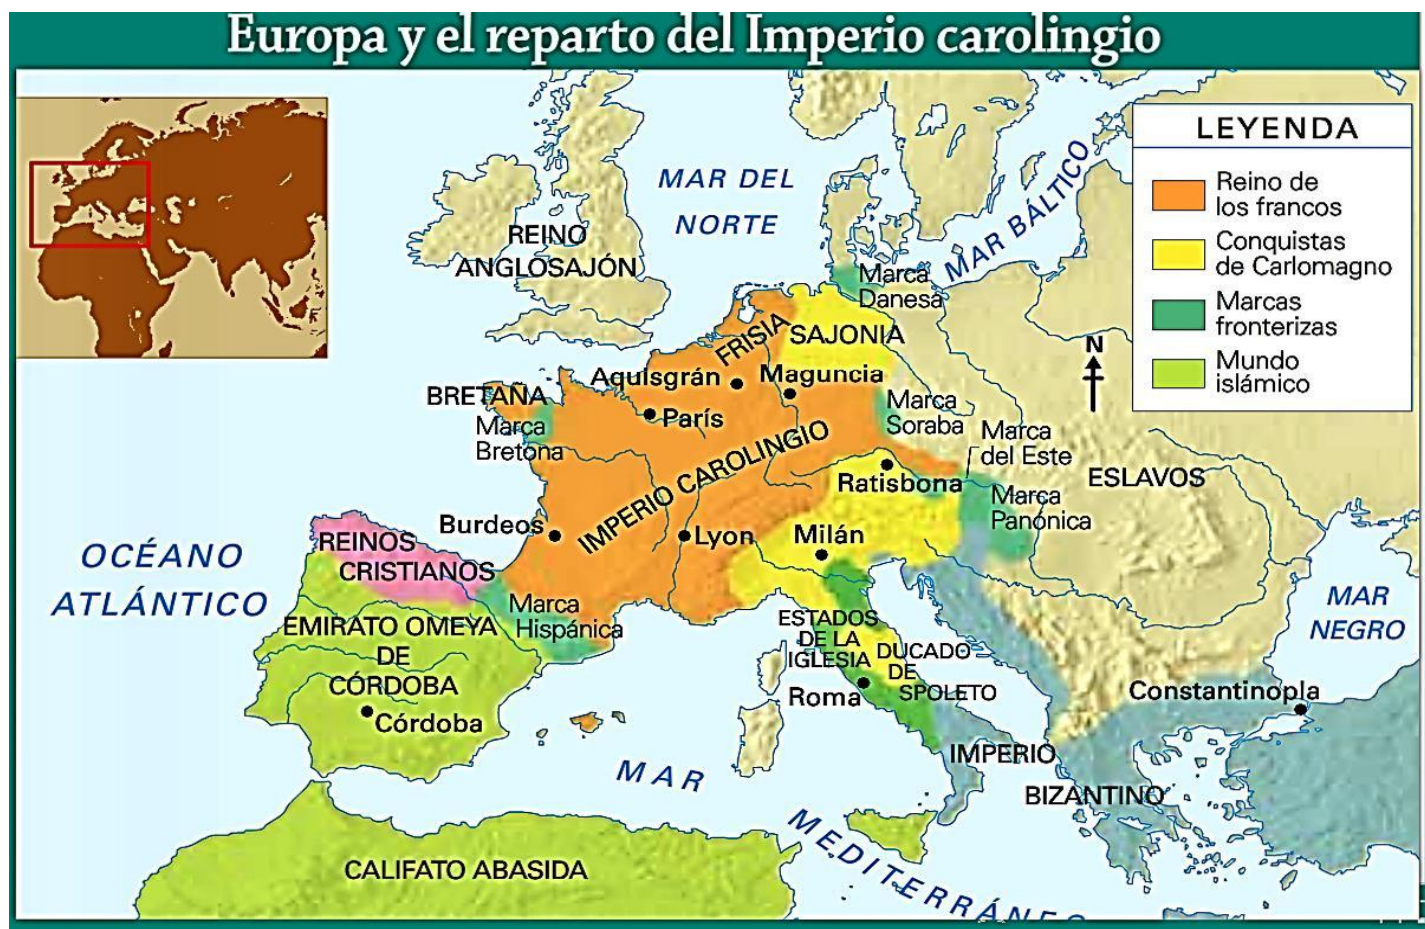 Europa y el reparto del Imperio carolingio
LEYENDA
Reino de
los francos
Conquistas
de Carlomagno
Marcas
fronterizas
Mundo
islámico
MAR DEL
NORTE
MAR BÁLTICO
REINO
ANGLOSAJÓN
Marca
Danesa
FRISIA
SAJONIA
N
Aquisgrán
Maguncia
BRETAÑA
París
Marca
Bretona
Marca
Soraba
Marca
del Este
ESLAVOS
IMPERIO CAROLINGIO
Ratisbona
Marca
Panónica
Burdeos
Lyon
Milán
REINOS
CRISTIANOS
OCÉANO
ATLÁNTICO
Marca
Hispánica
MAR
NEGRO
EMIRATO OMEYA
DE
CÓRDOBA
Córdoba
ESTADOS
DE LA
IGLESIA
DUCADO
DE
SPOLETO
Roma
Constantinopla
IMPERIO
BIZANTINO
MAR
MEDITERRÁNE
CALIFATO ABASIDA